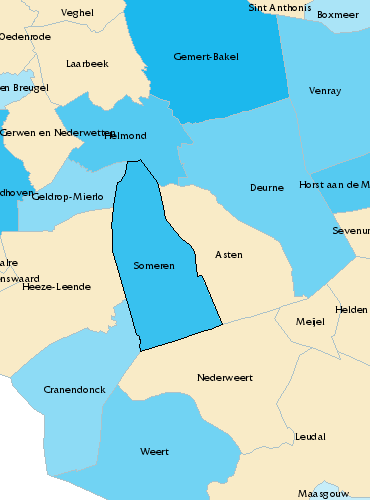 Sint Anthonis
Veghel
Boxmeer
Oedenrode
Gemert-Bakel
Laarbeek
en Breugel
Venray
Gerwen en Nederwetten
Helmond
Horst aan de M
dhoven
Deurne
Geldrop-Mierlo
Sevenum
Asten
alre
Someren
nswaard
Heeze-Leende
Helden
Meijel
Nederweert
Cranendonck
Leudal
Weert
Maasgouw